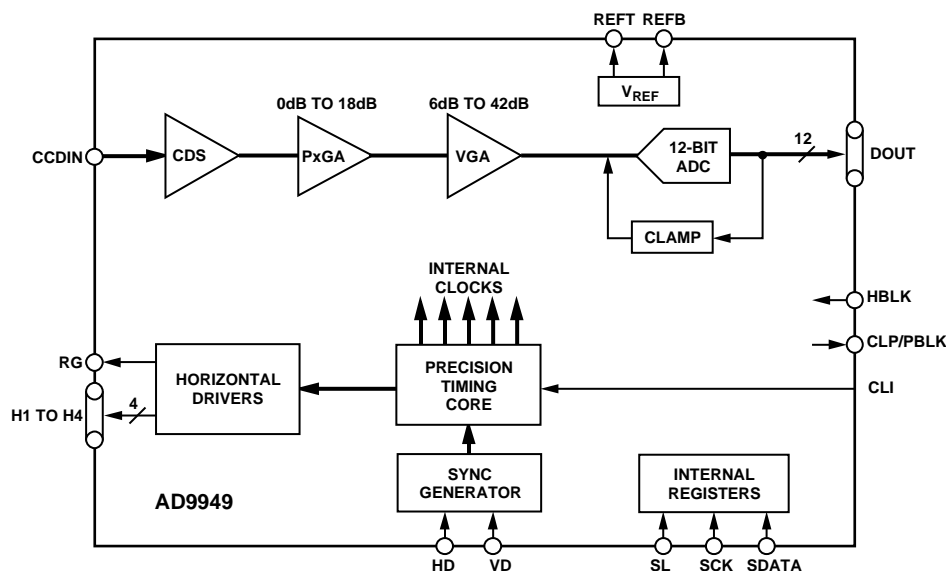 REFT REFB
V_REF
0dB TO 18dB
6dB TO 42dB
CCDIN
CDS
PxGA
VGA
12-BIT
ADC
12
DOUT
CLAMP
INTERNAL
CLOCKS
HBLK
CLP/PBLK
RG
HORIZONTAL
DRIVERS
PRECISION
TIMING
CORE
CLI
H1 TO H4
4
SYNC
GENERATOR
INTERNAL
REGISTERS
AD9949
HD
VD
SL
SCK
SDATA